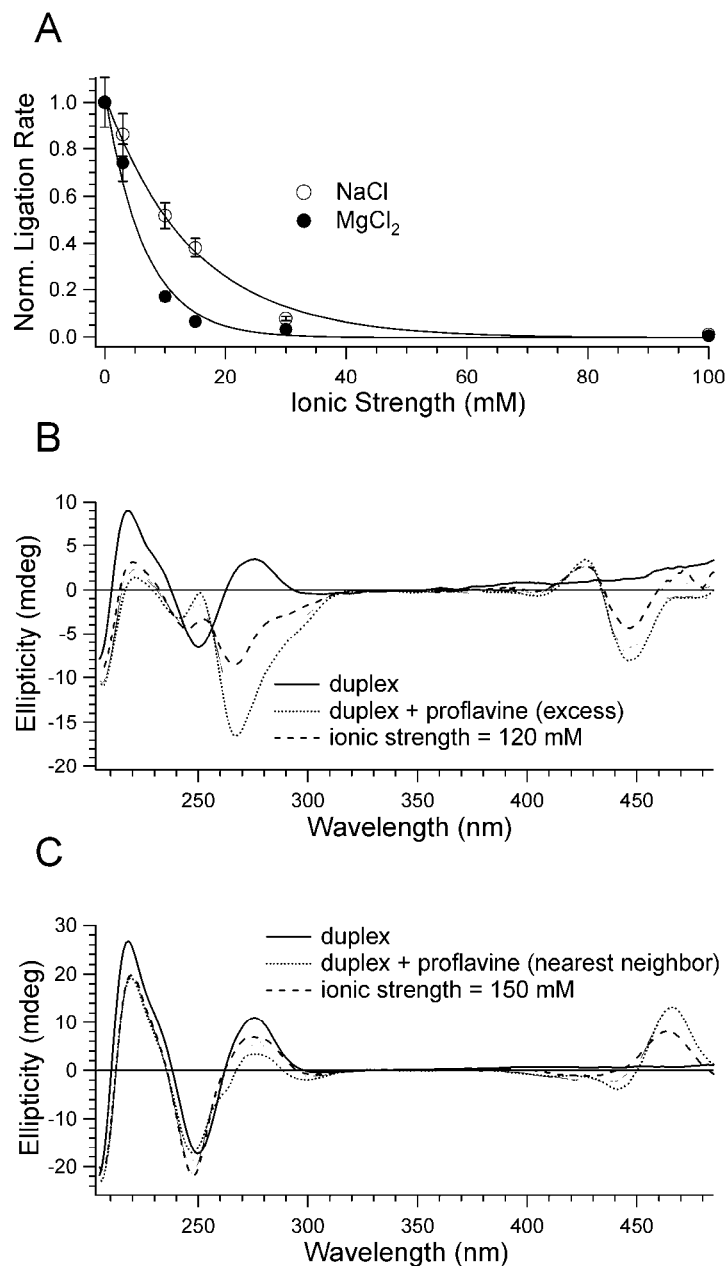 A
Norm. Ligation Rate
1.0
0.8
0.6
0.4
0.2
0.0
NaCl
MgCl₂
0 20 40 60 80 100
Ionic Strength (mM)
B
Ellipticity (mdeg)
10
5
0
-5
-10
-15
-20
duplex
duplex + proflavine (excess)
ionic strength = 120 mM
250 300 350 400 450
Wavelength (nm)
C
Ellipticity (mdeg)
30
20
10
0
-10
-20
duplex
duplex + proflavine (nearest neighbor)
ionic strength = 150 mM
250 300 350 400 450
Wavelength (nm)